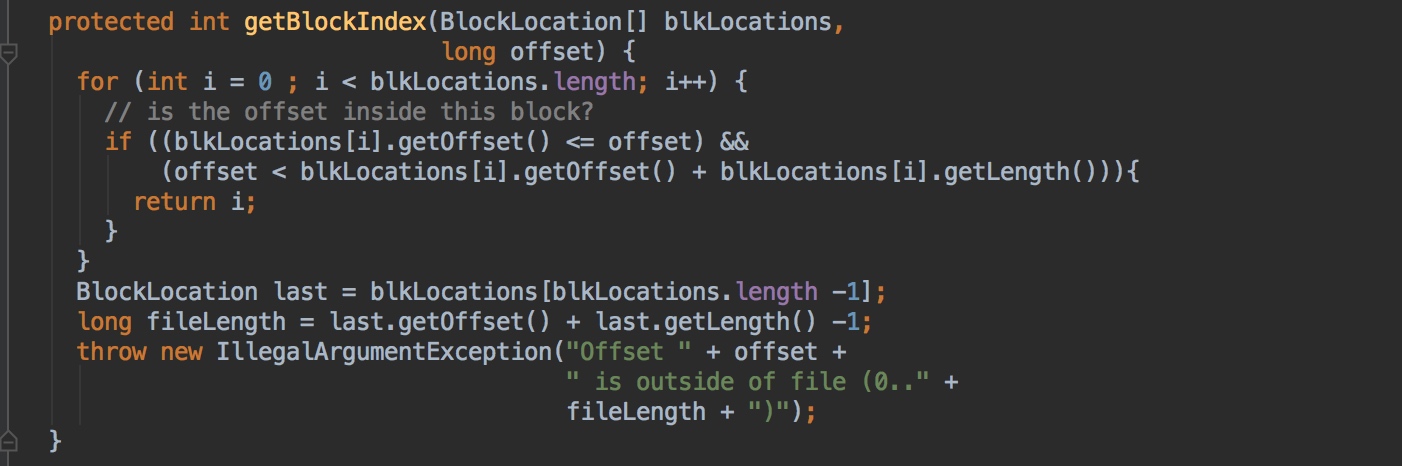 protected int getBlockIndex(BlockLocation[] blkLocations,
                            long offset) {
  for (int i = 0 ; i < blkLocations.length; i++) {
    // is the offset inside this block?
    if ((blkLocations[i].getOffset() <= offset) &&
        (offset < blkLocations[i].getOffset() + blkLocations[i].getLength())){
      return i;
    }
  }
  BlockLocation last = blkLocations[blkLocations.length -1];
  long fileLength = last.getOffset() + last.getLength() -1;
  throw new IllegalArgumentException("Offset " + offset +
                                     " is outside of file (0.." +
                                     fileLength + ")");
}